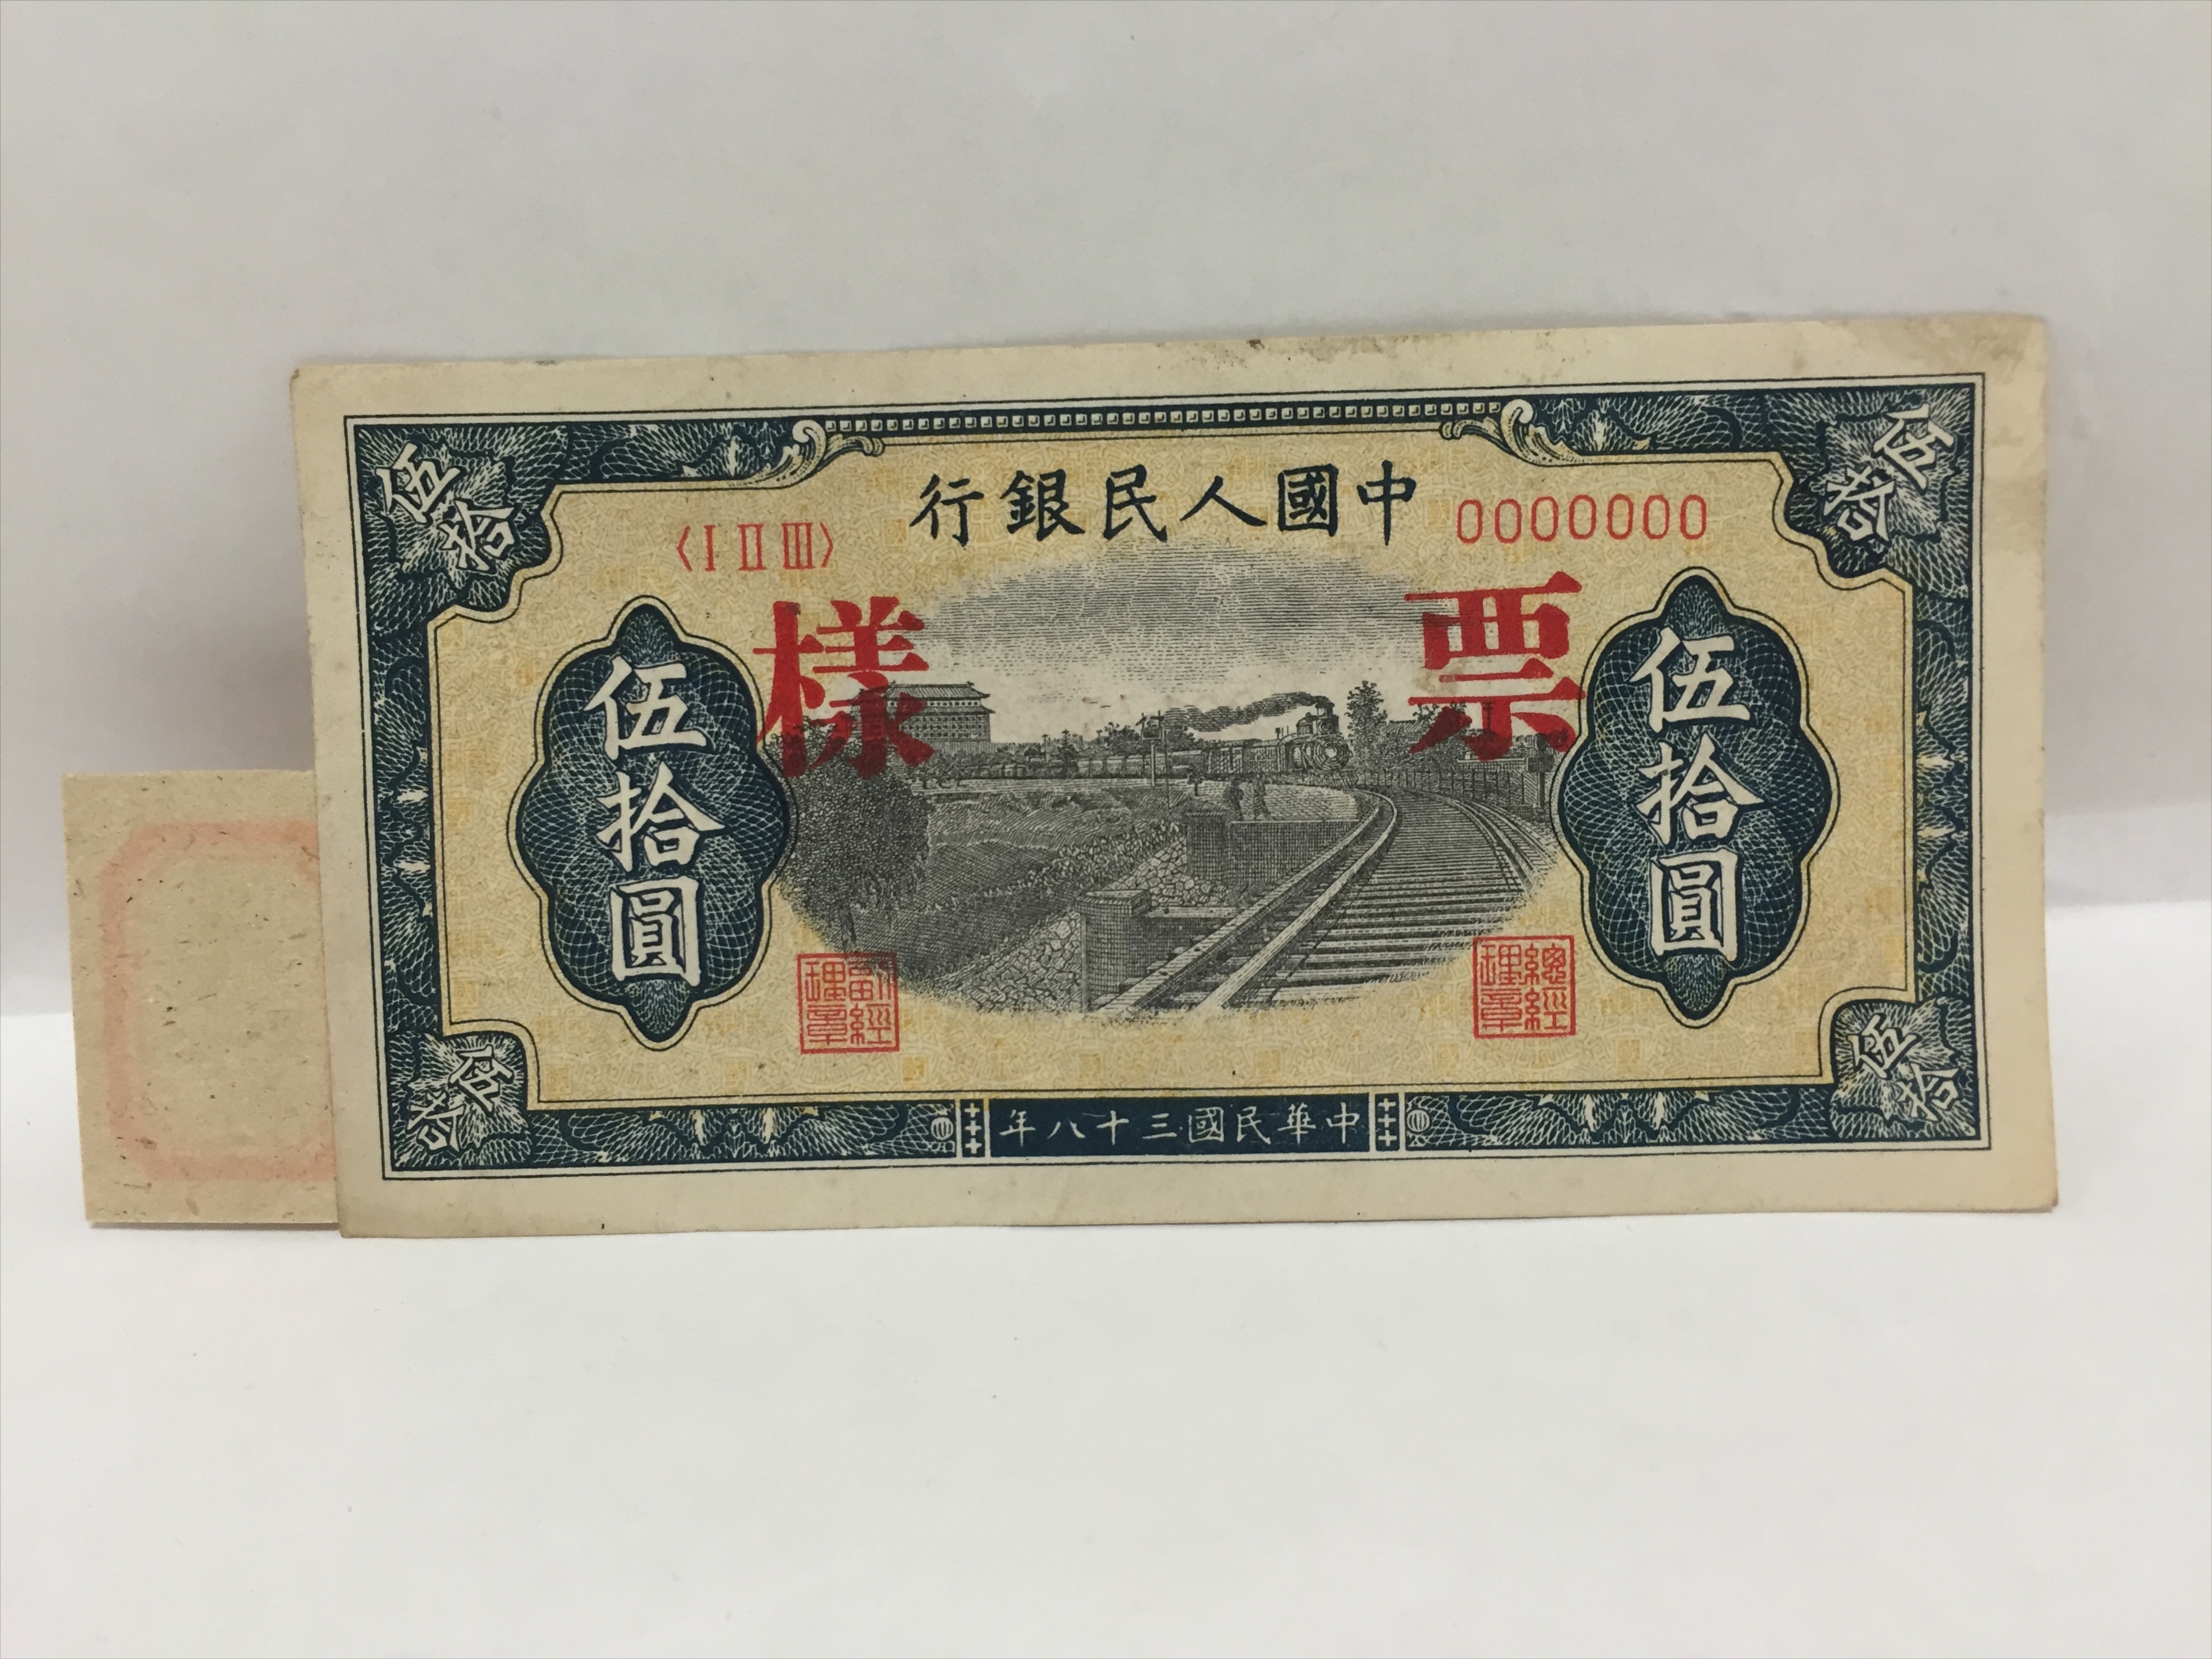 中國人民銀行
〈I II III〉
0000000
樣票
伍拾圓
伍拾圓
伍拾
伍拾
伍拾
伍拾
副經理章
總經理章
中華民國三十八年